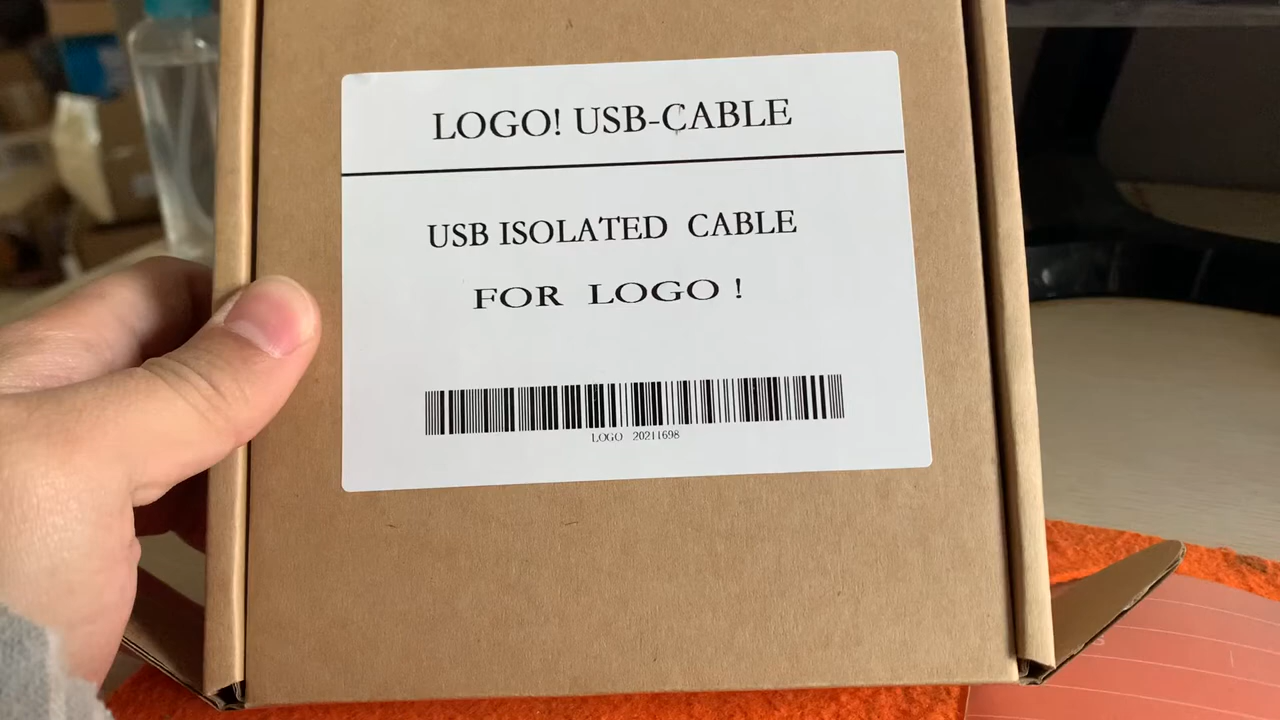 LOGO! USB-CABLE
USB ISOLATED CABLE
FOR LOGO !
LOGO 20211698